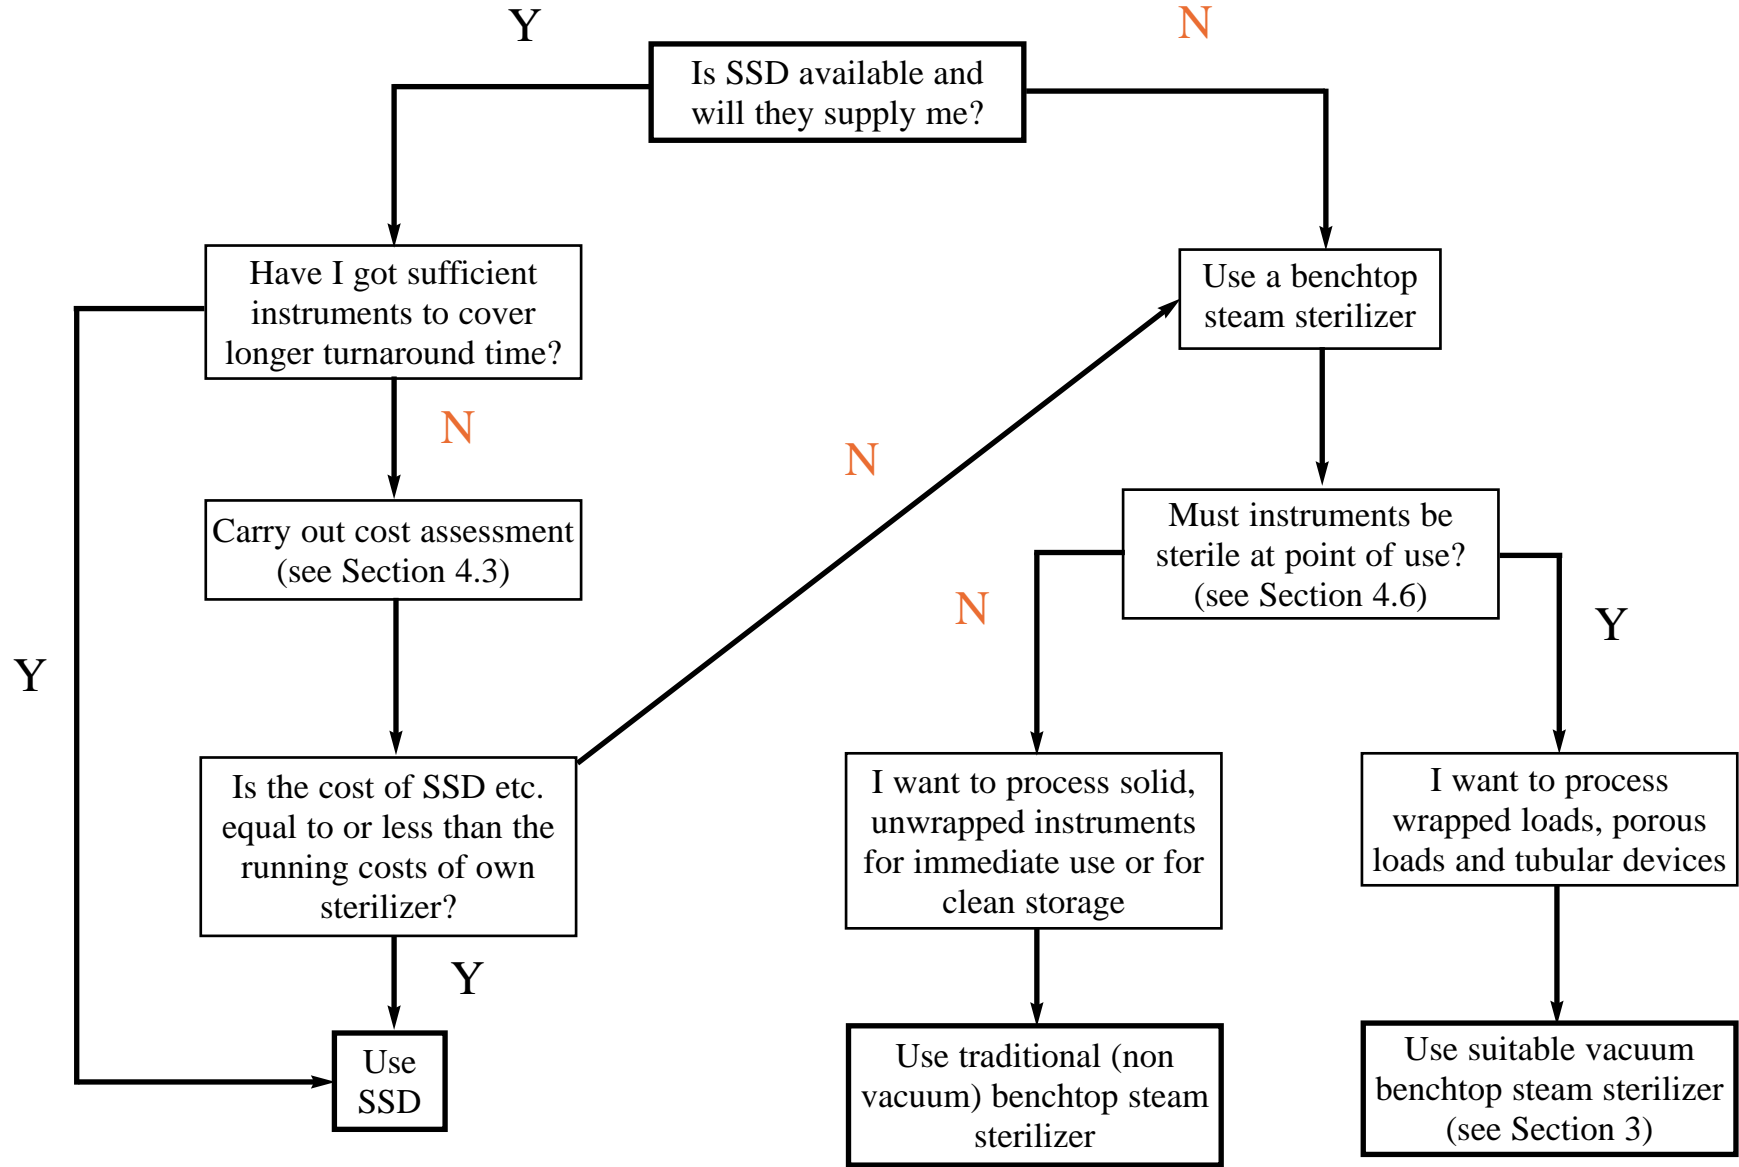 Y
N
Is SSD available and
will they supply me?
Have I got sufficient
instruments to cover
longer turnaround time?
Use a benchtop
steam sterilizer
N
N
Carry out cost assessment
(see Section 4.3)
Must instruments be
sterile at point of use?
(see Section 4.6)
N
Y
Y
Is the cost of SSD etc.
equal to or less than the
running costs of own
sterilizer?
I want to process solid,
unwrapped instruments
for immediate use or for
clean storage
I want to process
wrapped loads, porous
loads and tubular devices
Y
Use
SSD
Use traditional (non
vacuum) benchtop steam
sterilizer
Use suitable vacuum
benchtop steam sterilizer
(see Section 3)